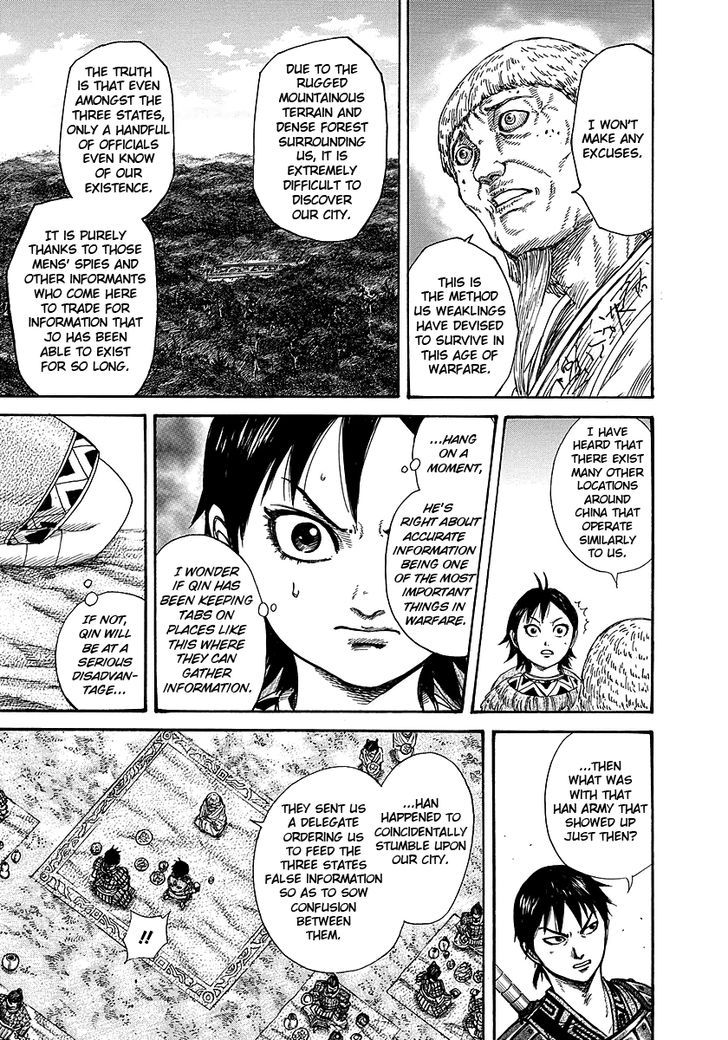 I WON'T
MAKE ANY
EXCUSES.
THIS IS
THE METHOD
US WEAKLINGS
HAVE DEVISED
TO SURVIVE IN
THIS AGE OF
WARFARE.
DUE TO THE
RUGGED
MOUNTAINOUS
TERRAIN AND
DENSE FOREST
SURROUNDING
US, IT IS
EXTREMELY
DIFFICULT TO
DISCOVER
OUR CITY.
THE TRUTH
IS THAT EVEN
AMONGST THE
THREE STATES,
ONLY A HANDFUL
OF OFFICIALS
EVEN KNOW
OF OUR
EXISTENCE.
IT IS PURELY
THANKS TO THOSE
MENS' SPIES AND
OTHER INFORMANTS
WHO COME HERE
TO TRADE FOR
INFORMATION THAT
JO HAS BEEN
ABLE TO EXIST
FOR SO LONG.
I HAVE
HEARD THAT
THERE EXIST
MANY OTHER
LOCATIONS
AROUND
CHINA THAT
OPERATE
SIMILARLY
TO US.
...HANG
ON A
MOMENT,
HE'S
RIGHT ABOUT
ACCURATE
INFORMATION
BEING ONE
OF THE MOST
IMPORTANT
THINGS IN
WARFARE.
I WONDER
IF QIN HAS
BEEN KEEPING
TABS ON
PLACES LIKE
THIS WHERE
THEY CAN
GATHER
INFORMATION.
IF NOT,
QIN WILL
BE AT A
SERIOUS
DISADVAN-
TAGE...
...THEN
WHAT WAS
WITH THAT
HAN ARMY THAT
SHOWED UP
JUST THEN?
...HAN
HAPPENED TO
COINCIDENTALLY
STUMBLE UPON
OUR CITY.
THEY SENT US
A DELEGATE
ORDERING US
TO FEED THE
THREE STATES
FALSE INFORMATION
SO AS TO SOW
CONFUSION
BETWEEN
THEM.
!!